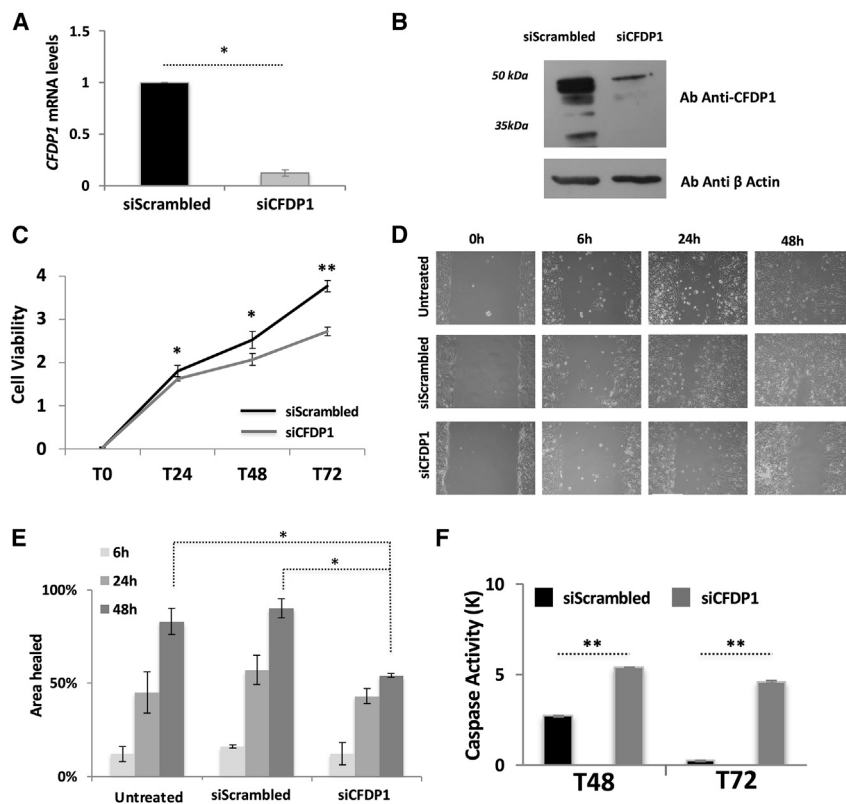 A
CFDP1 mRNA levels
1.5
1
0.5
0
*
siScrambled siCFDP1
B
siScrambled siCFDP1
50 kDa
35kDa
Ab Anti-CFDP1
Ab Anti β Actin
C
Cell Viability
4
3
2
1
0
*
*
**
siScrambled
siCFDP1
T0 T24 T48 T72
D
0h 6h 24h 48h
Untreated
siScrambled
siCFDP1
E
6h
24h
48h
Area healed
100%
50%
0%
*
*
Untreated siScrambled siCFDP1
F
Caspase Activity (K)
10
5
0
siScrambled siCFDP1
**
**
T48 T72